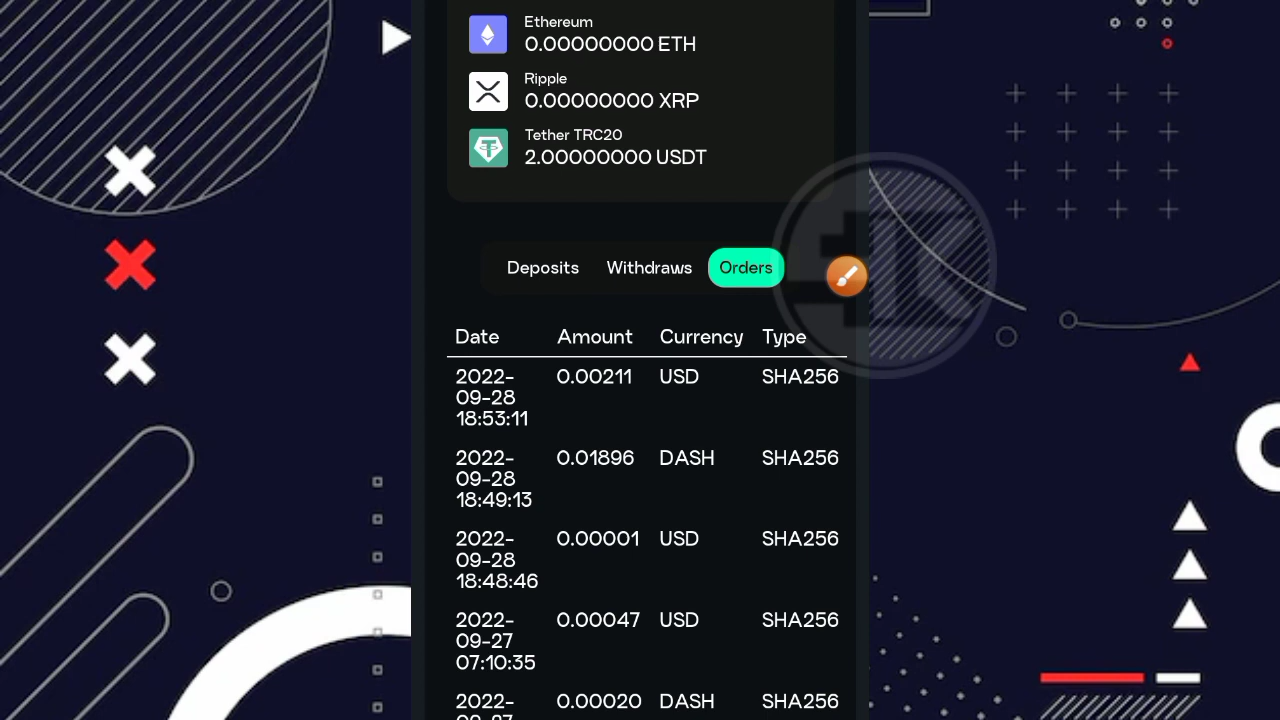 Ethereum
0.00000000 ETH
Ripple
0.00000000 XRP
Tether TRC20
2.00000000 USDT
Deposits Withdraws Orders
Date Amount Currency Type
2022- 0.00211 USD SHA256
09-28
18:53:11
2022- 0.01896 DASH SHA256
09-28
18:49:13
2022- 0.00001 USD SHA256
09-28
18:48:46
2022- 0.00047 USD SHA256
09-27
07:10:35
2022- 0.00020 DASH SHA256
09-27